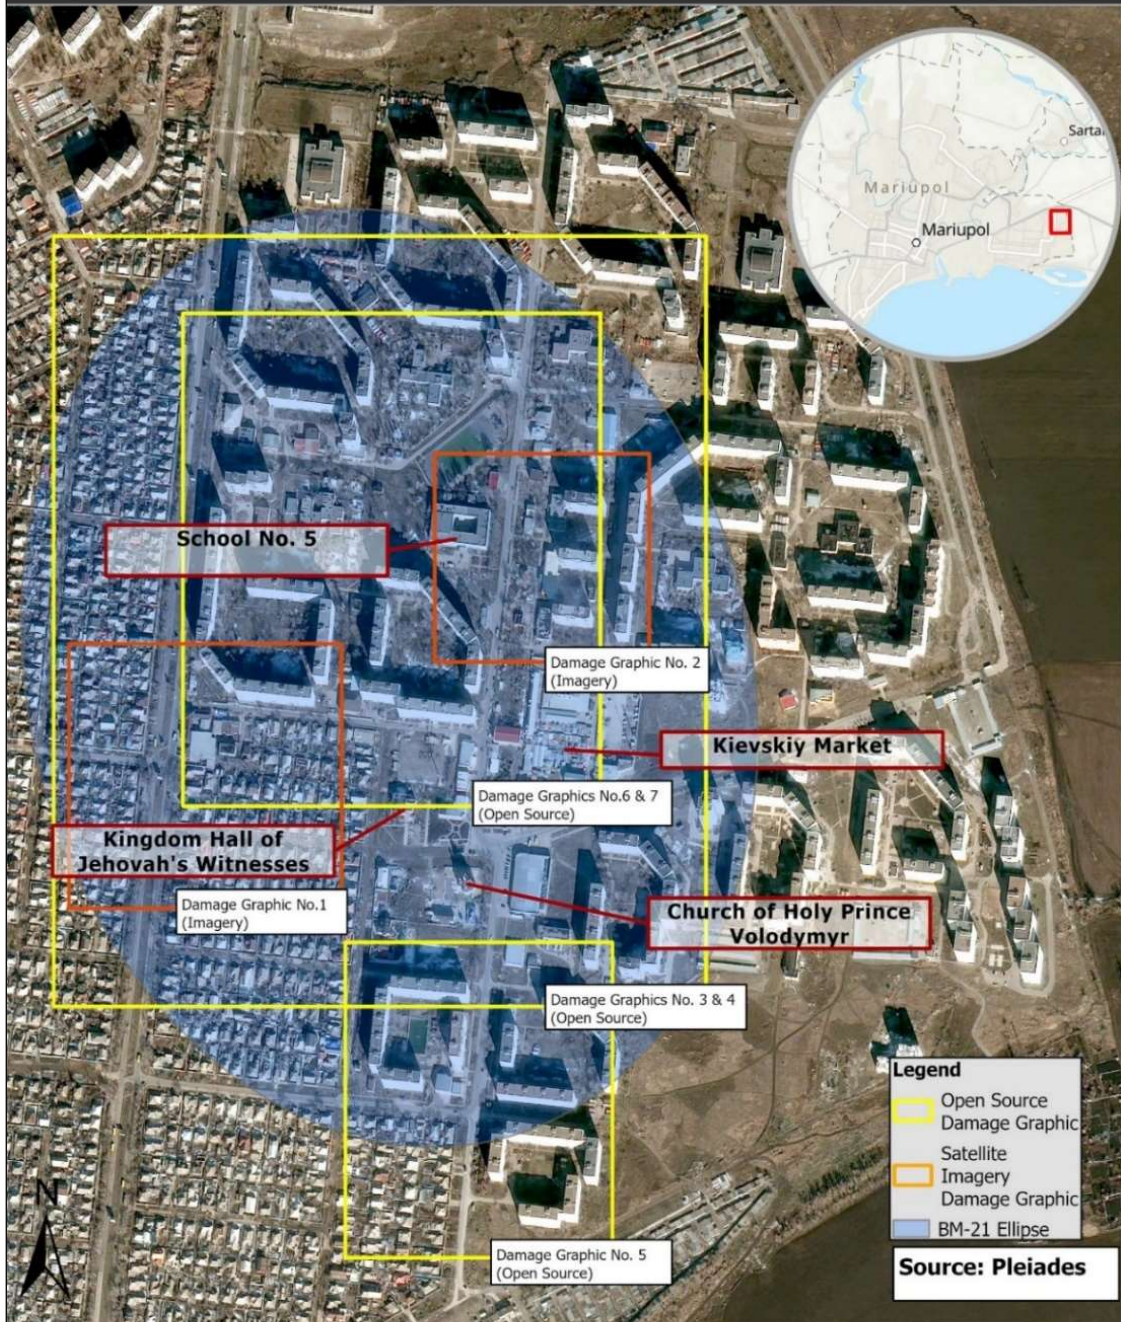 Sarta
Mariupol
Mariupol
School No. 5
Damage Graphic No. 2
(Imagery)
Kievskiy Market
Damage Graphics No.6 & 7
(Open Source)
Kingdom Hall of
Jehovah's Witnesses
Damage Graphic No.1
(Imagery)
Church of Holy Prince
Volodymyr
Damage Graphics No. 3 & 4
(Open Source)
Damage Graphic No. 5
(Open Source)
Legend
Open Source
Damage Graphic
Satellite
Imagery
Damage Graphic
BM-21 Ellipse
Source: Pleiades
N